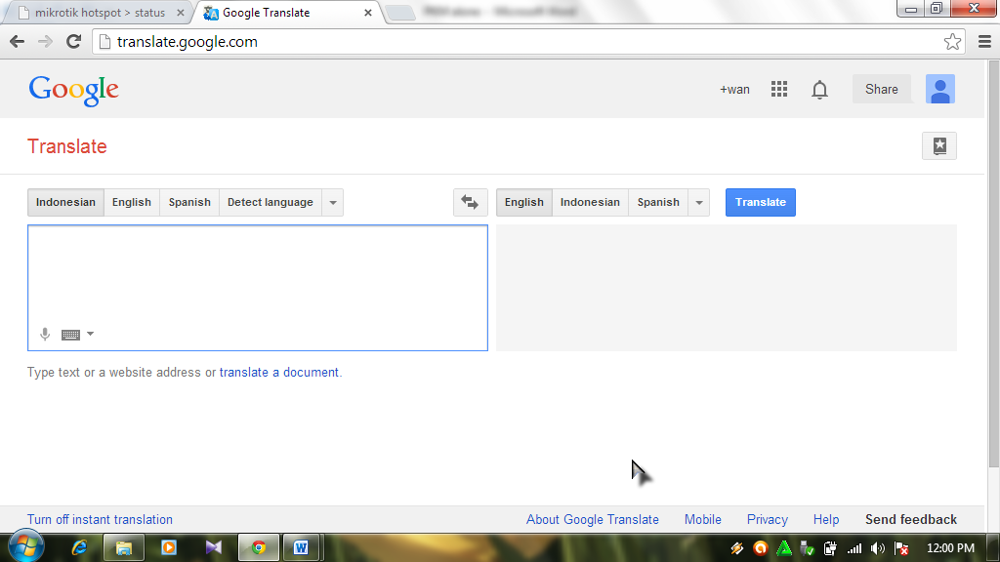 mikrotik hotspot > status
Google Translate
translate.google.com
Google
+wan
Share
Translate
Indonesian English Spanish Detect language
English Indonesian Spanish
Translate
Type text or a website address or translate a document.
Turn off instant translation
About Google Translate Mobile Privacy Help Send feedback
12:00 PM